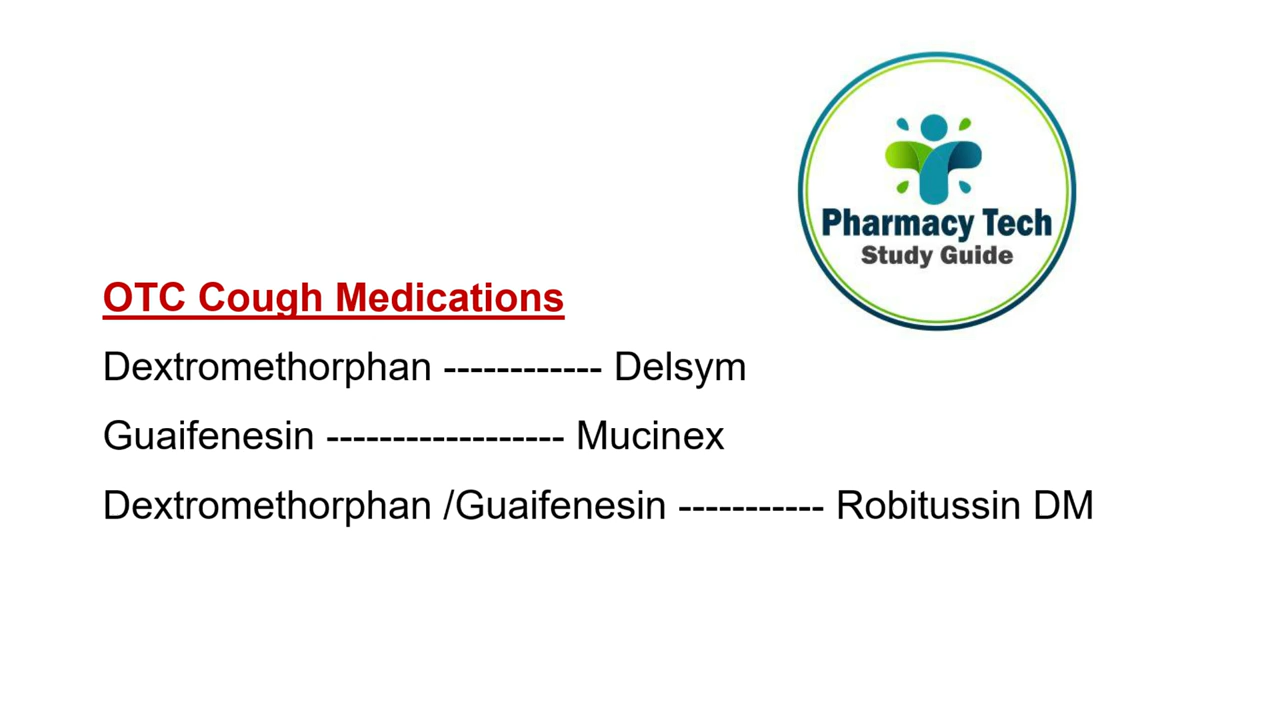 Pharmacy Tech
Study Guide
OTC Cough Medications
Dextromethorphan ------------ Delsym
Guaifenesin ------------------ Mucinex
Dextromethorphan /Guaifenesin ----------- Robitussin DM